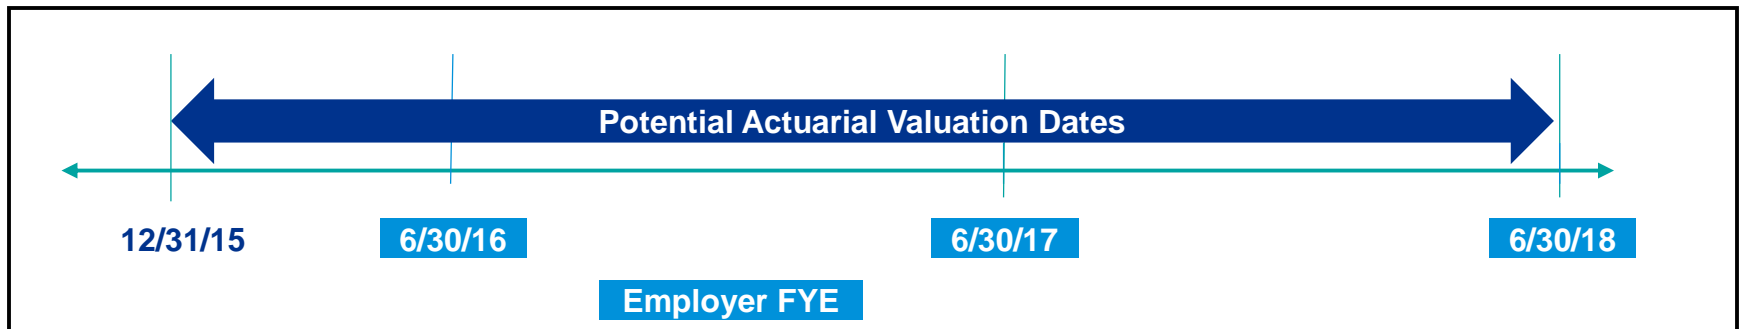 Potential Actuarial Valuation Dates
12/31/15 6/30/16 6/30/17 6/30/18
Employer FYE